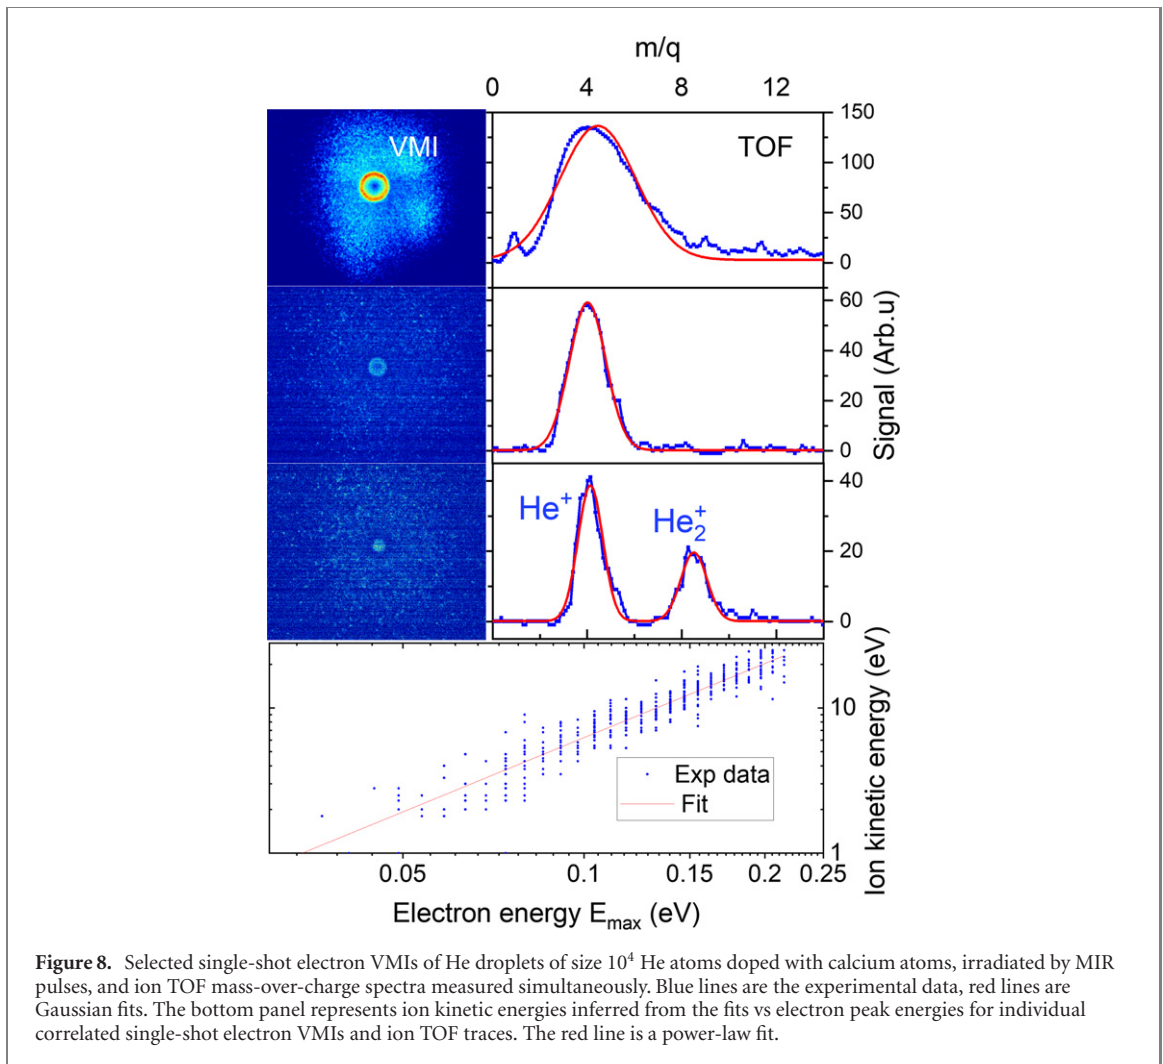 m/q
0 4 8 12
VMI
TOF
150
100
50
0
60
40
20
0
Signal (Arb.u)
He⁺
He₂⁺
40
20
0
10
1
Ion kinetic energy (eV)
Exp data
Fit
0.05 0.1 0.15 0.2 0.25
Electron energy E_max (eV)
Figure 8. Selected single-shot electron VMIs of He droplets of size 10⁴ He atoms doped with calcium atoms, irradiated by MIR
pulses, and ion TOF mass-over-charge spectra measured simultaneously. Blue lines are the experimental data, red lines are
Gaussian fits. The bottom panel represents ion kinetic energies inferred from the fits vs electron peak energies for individual
correlated single-shot electron VMIs and ion TOF traces. The red line is a power-law fit.